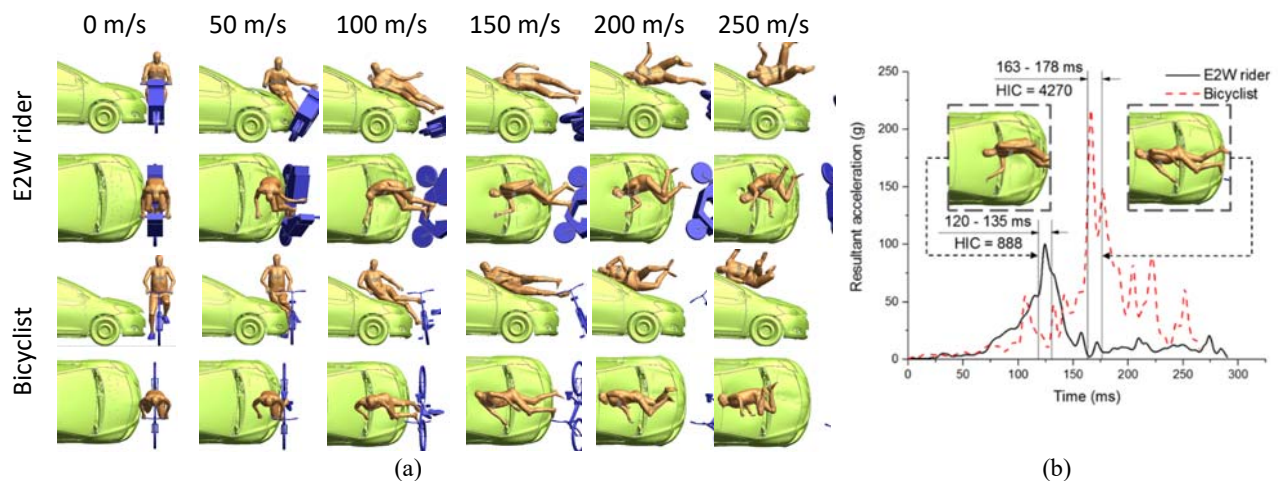 0 m/s 50 m/s 100 m/s 150 m/s 200 m/s 250 m/s
E2W rider
Bicyclist
(a)
163 - 178 ms
HIC = 4270
E2W rider
Bicyclist
120 - 135 ms
HIC = 888
Resultant acceleration (g)
250
200
150
100
50
0
0 50 100 150 200 250 300
Time (ms)
(b)